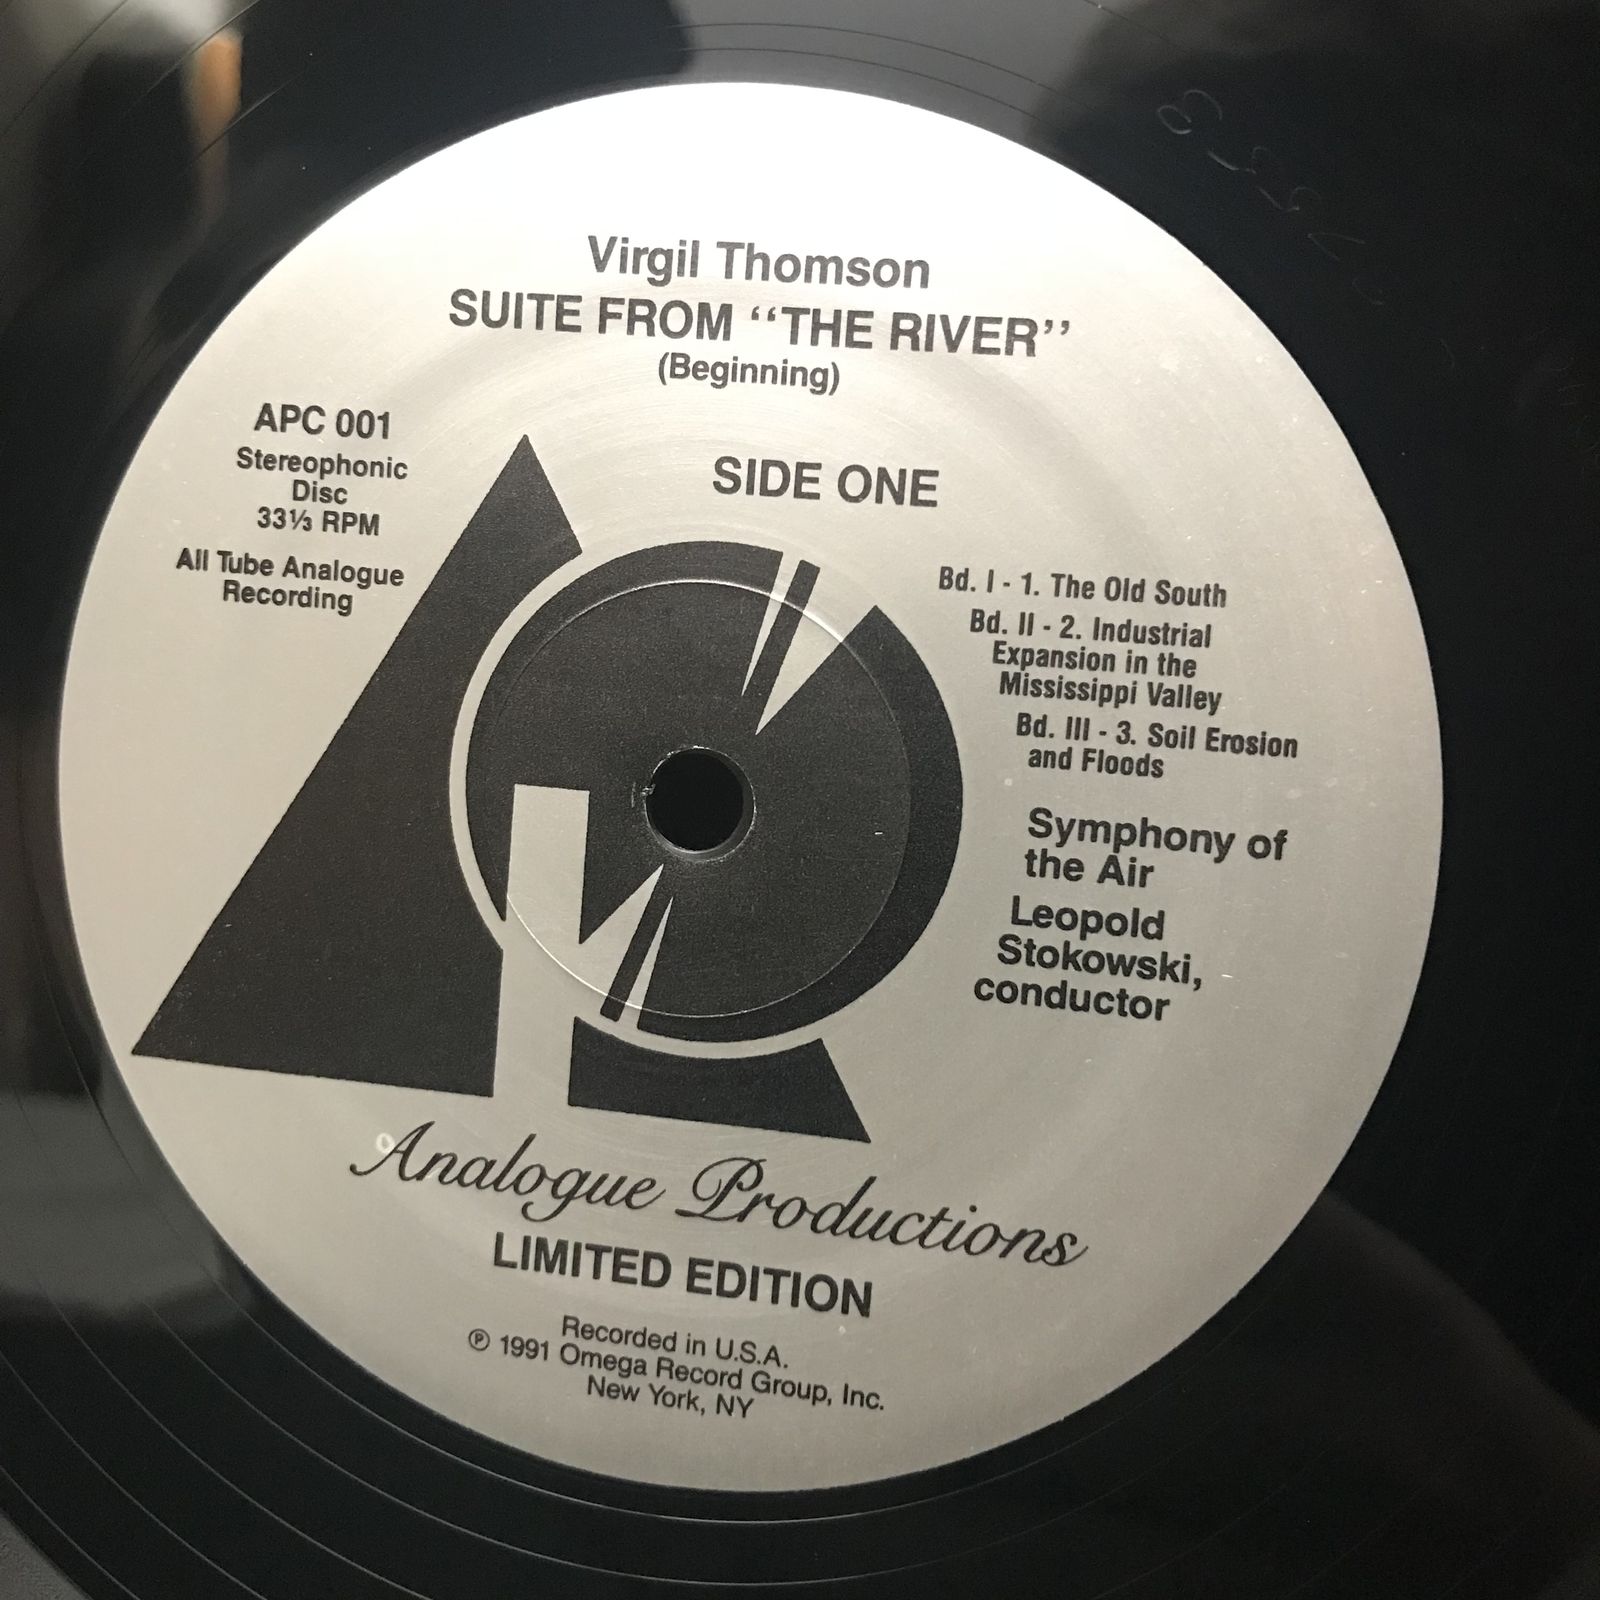 Virgil Thomson
SUITE FROM “THE RIVER”
(Beginning)
APC 001
Stereophonic
Disc
33⅓ RPM
All Tube Analogue
Recording
SIDE ONE
Bd. I - 1. The Old South
Bd. II - 2. Industrial
Expansion in the
Mississippi Valley
Bd. III - 3. Soil Erosion
and Floods
Symphony of
the Air
Leopold
Stokowski,
conductor
Analogue Productions
LIMITED EDITION
Recorded in U.S.A.
℗ 1991 Omega Record Group, Inc.
New York, NY